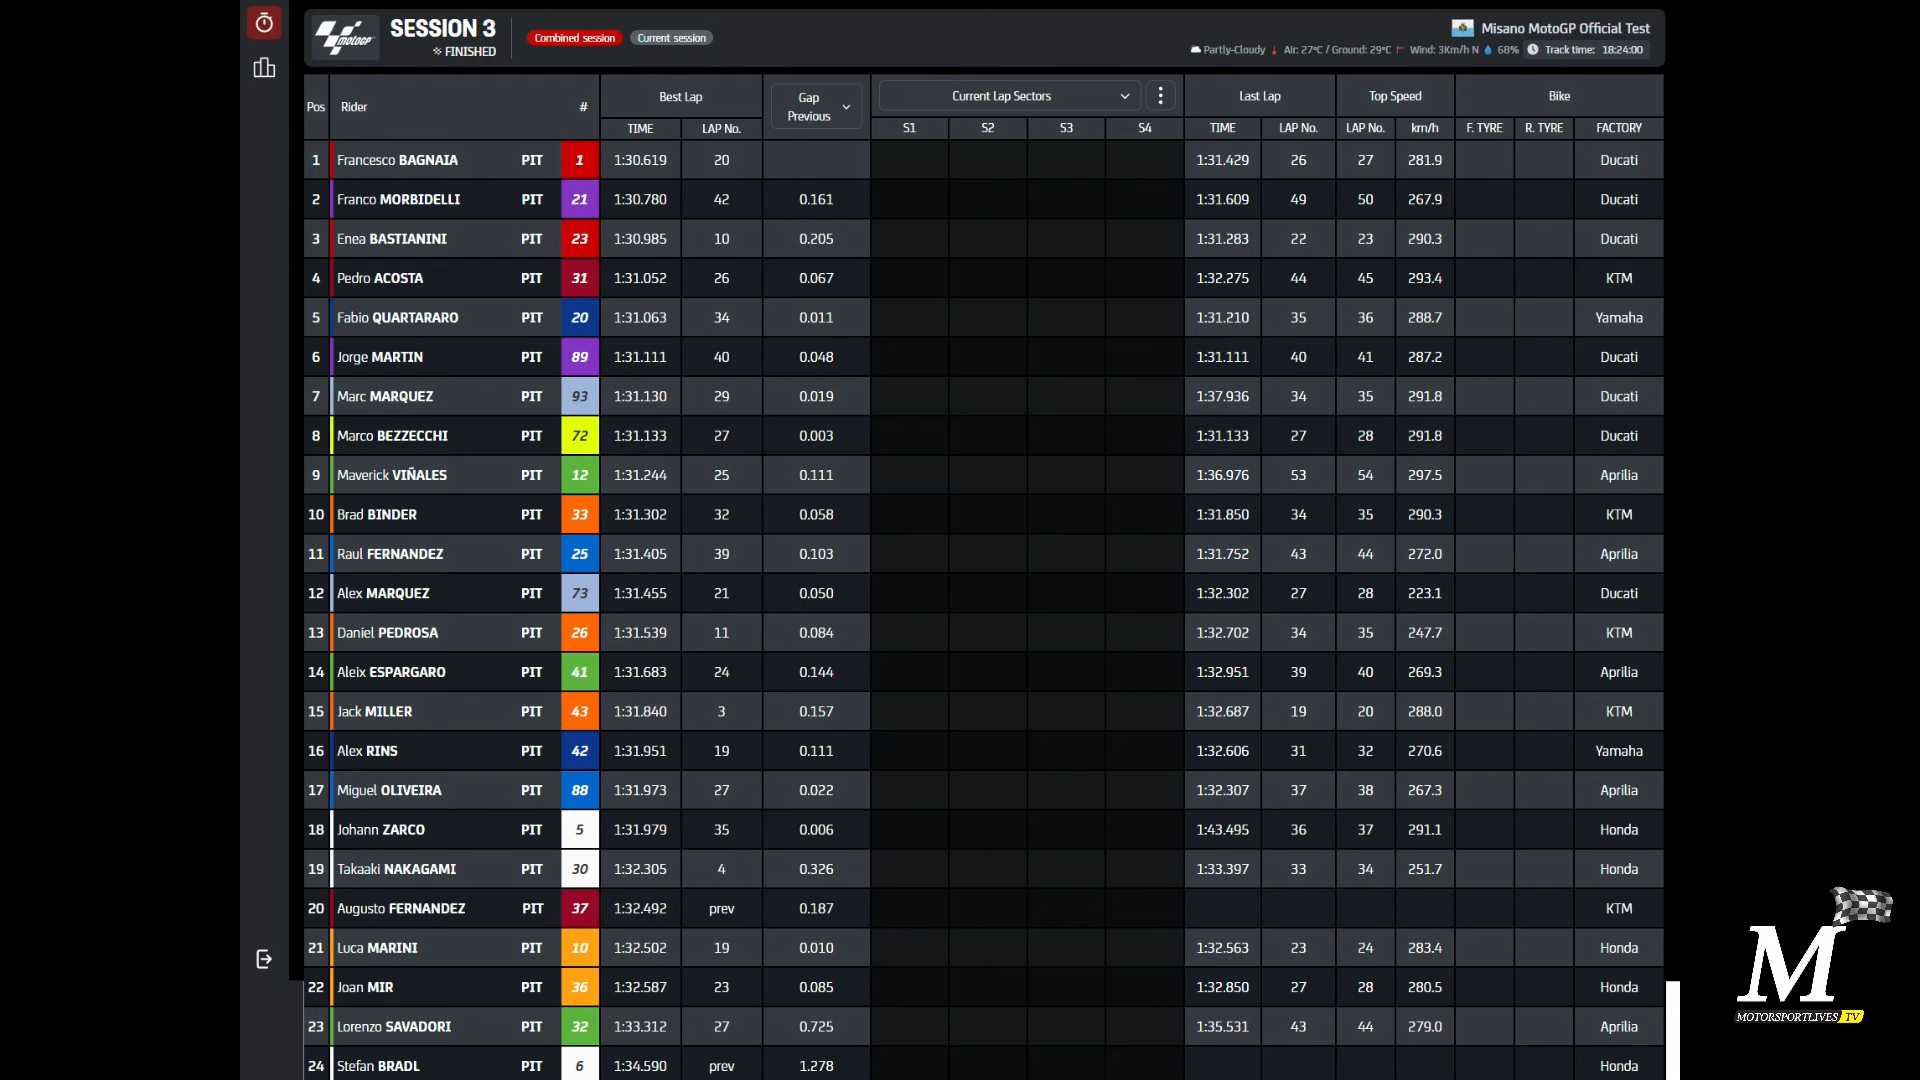 motoGP
SESSION 3
FINISHED
Combined session
Current session
Misano MotoGP Official Test
Partly-Cloudy Air: 27°C / Ground: 29°C Wind: 3Km/h N 68% Track time: 18:24:00
Pos Rider # Best Lap Gap Previous Current Lap Sectors Last Lap Top Speed Bike
TIME LAP No. S1 S2 S3 S4 TIME LAP No. LAP No. km/h F. TYRE R. TYRE FACTORY
1 Francesco BAGNAIA PIT 1 1:30.619 20 1:31.429 26 27 281.9 Ducati
2 Franco MORBIDELLI PIT 21 1:30.780 42 0.161 1:31.609 49 50 267.9 Ducati
3 Enea BASTIANINI PIT 23 1:30.985 10 0.205 1:31.283 22 23 290.3 Ducati
4 Pedro ACOSTA PIT 31 1:31.052 26 0.067 1:32.275 44 45 293.4 KTM
5 Fabio QUARTARARO PIT 20 1:31.063 34 0.011 1:31.210 35 36 288.7 Yamaha
6 Jorge MARTIN PIT 89 1:31.111 40 0.048 1:31.111 40 41 287.2 Ducati
7 Marc MARQUEZ PIT 93 1:31.130 29 0.019 1:37.936 34 35 291.8 Ducati
8 Marco BEZZECCHI PIT 72 1:31.133 27 0.003 1:31.133 27 28 291.8 Ducati
9 Maverick VIÑALES PIT 12 1:31.244 25 0.111 1:36.976 53 54 297.5 Aprilia
10 Brad BINDER PIT 33 1:31.302 32 0.058 1:31.850 34 35 290.3 KTM
11 Raul FERNANDEZ PIT 25 1:31.405 39 0.103 1:31.752 43 44 272.0 Aprilia
12 Alex MARQUEZ PIT 73 1:31.455 21 0.050 1:32.302 27 28 223.1 Ducati
13 Daniel PEDROSA PIT 26 1:31.539 11 0.084 1:32.702 34 35 247.7 KTM
14 Aleix ESPARGARO PIT 41 1:31.683 24 0.144 1:32.951 39 40 269.3 Aprilia
15 Jack MILLER PIT 43 1:31.840 3 0.157 1:32.687 19 20 288.0 KTM
16 Alex RINS PIT 42 1:31.951 19 0.111 1:32.606 31 32 270.6 Yamaha
17 Miguel OLIVEIRA PIT 88 1:31.973 27 0.022 1:32.307 37 38 267.3 Aprilia
18 Johann ZARCO PIT 5 1:31.979 35 0.006 1:43.495 36 37 291.1 Honda
19 Takaaki NAKAGAMI PIT 30 1:32.305 4 0.326 1:33.397 33 34 251.7 Honda
20 Augusto FERNANDEZ PIT 37 1:32.492 prev 0.187 KTM
21 Luca MARINI PIT 10 1:32.502 19 0.010 1:32.563 23 24 283.4 Honda
22 Joan MIR PIT 36 1:32.587 23 0.085 1:32.850 27 28 280.5 Honda
23 Lorenzo SAVADORI PIT 32 1:33.312 27 0.725 1:35.531 43 44 279.0 Aprilia
24 Stefan BRADL PIT 6 1:34.590 prev 1.278 Honda
M
MOTORSPORTLIVES TV